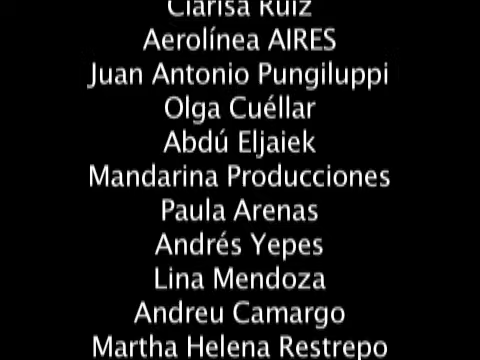 Clarisa Ruiz
Aerolínea AIRES
Juan Antonio Pungiluppi
Olga Cuéllar
Abdú Eljaiek
Mandarina Producciones
Paula Arenas
Andrés Yepes
Lina Mendoza
Andreu Camargo
Martha Helena Restrepo